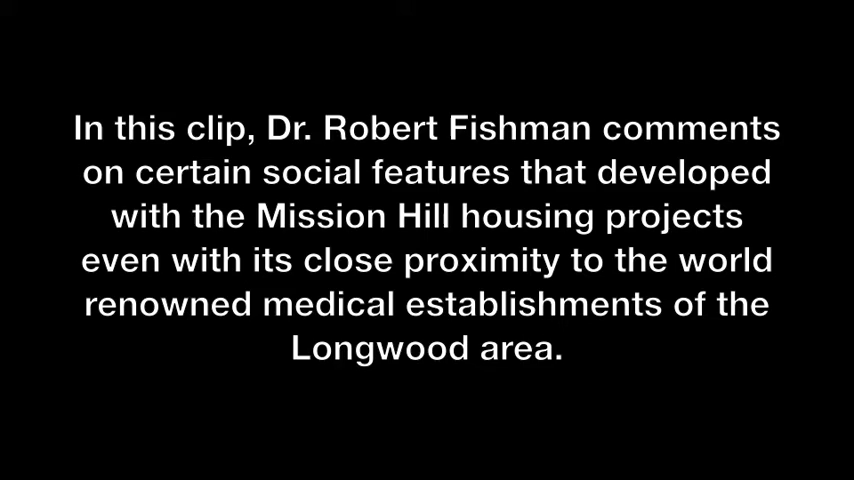 In this clip, Dr. Robert Fishman comments
on certain social features that developed
with the Mission Hill housing projects
even with its close proximity to the world
renowned medical establishments of the
Longwood area.